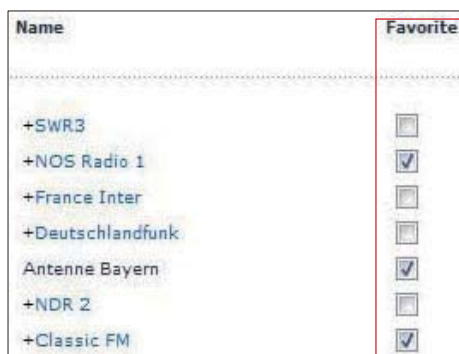 Name Favorite
+SWR3
+NOS Radio 1
+France Inter
+Deutschlandfunk
Antenne Bayern
+NDR 2
+Classic FM